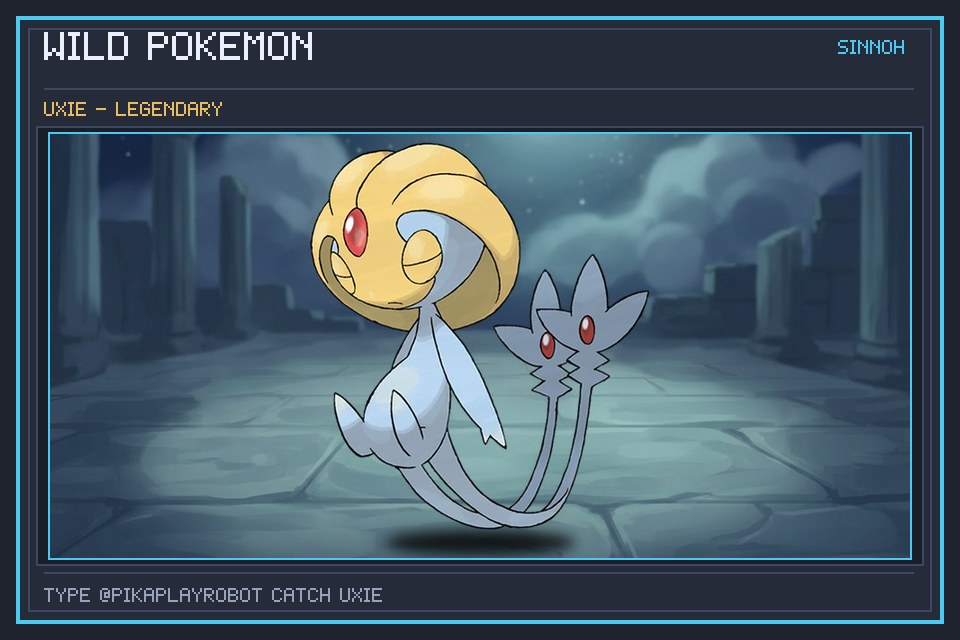 WILD POKEMON
SINNOH
UXIE - LEGENDARY
TYPE @PIKAPLAYROBOT CATCH UXIE